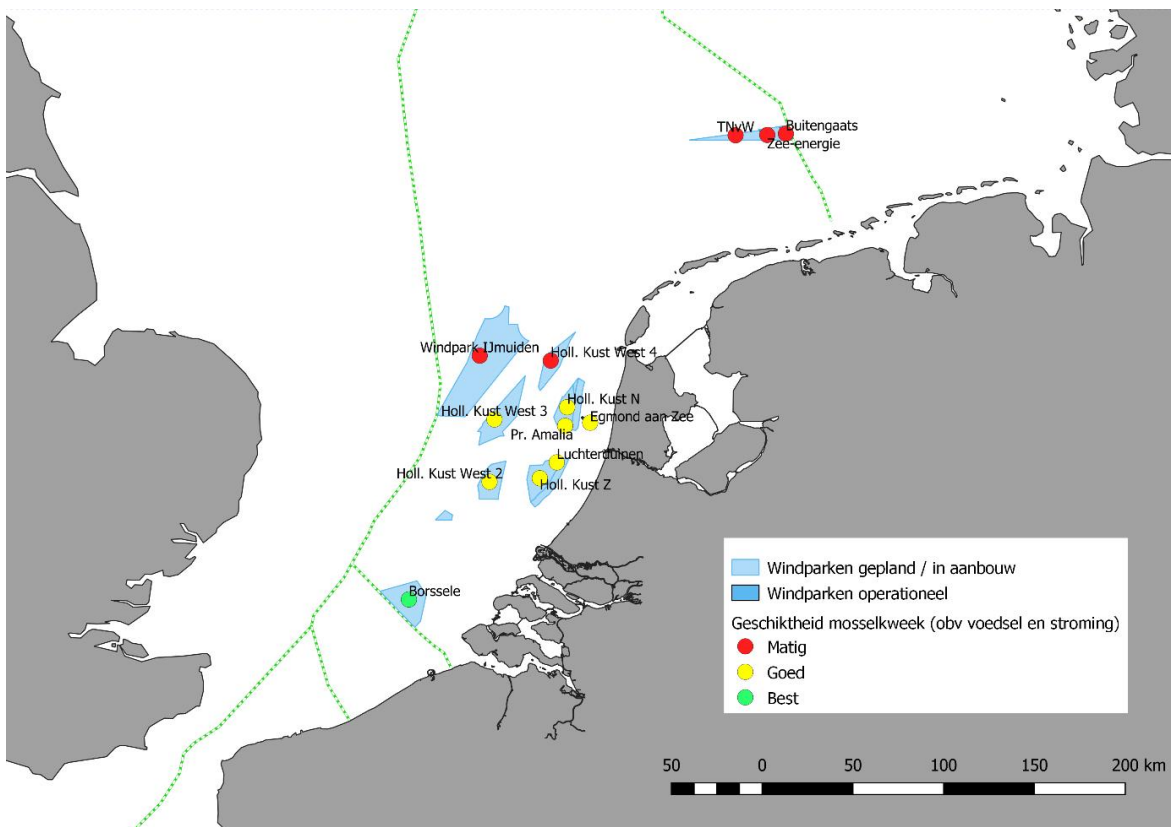 TNvW
Buitengaats
Zee-energie
Windpark IJmuiden
Holl. Kust West 4
Holl. Kust N
Holl. Kust West 3
Egmond aan Zee
Pr. Amalia
Luchterduinen
Holl. Kust West 2
Holl. Kust Z
Borssele
Windparken gepland / in aanbouw
Windparken operationeel
Geschiktheid mosselkweek (obv voedsel en stroming)
Matig
Goed
Best
50 0 50 100 150 200 km